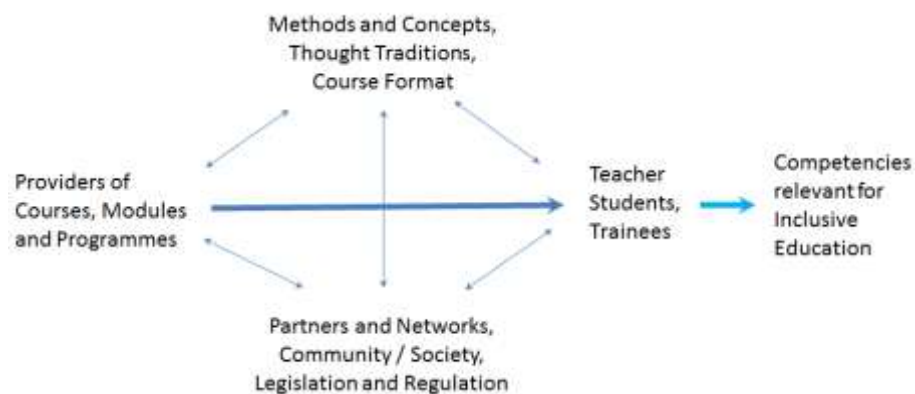 Methods and Concepts,
Thought Traditions,
Course Format
Providers of
Courses, Modules
and Programmes
Teacher
Students,
Trainees
Competencies
relevant for
Inclusive
Education
Partners and Networks,
Community / Society,
Legislation and Regulation